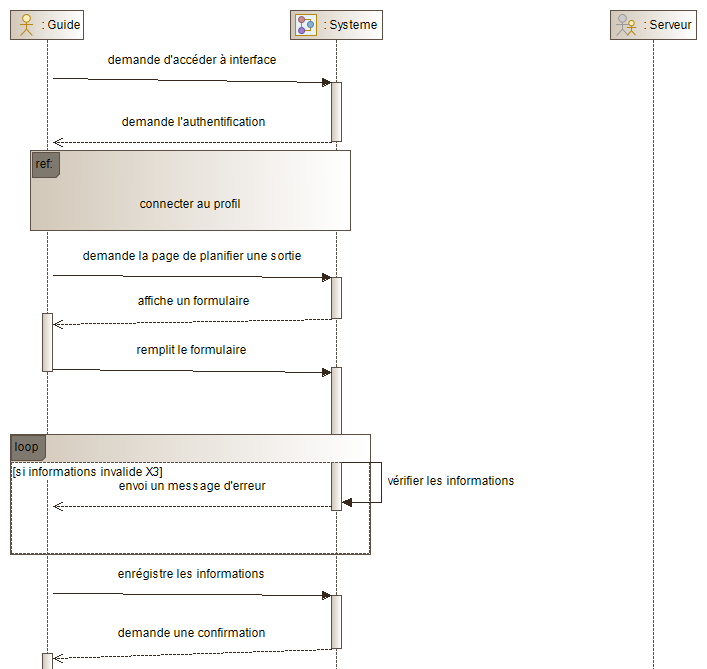 : Guide
: Systeme
: Serveur
demande d'accéder à interface
demande l'authentification
ref:
connecter au profil
demande la page de planifier une sortie
affiche un formulaire
remplit le formulaire
loop
[si informations invalide X3]
vérifier les informations
envoi un message d'erreur
enrégistre les informations
demande une confirmation